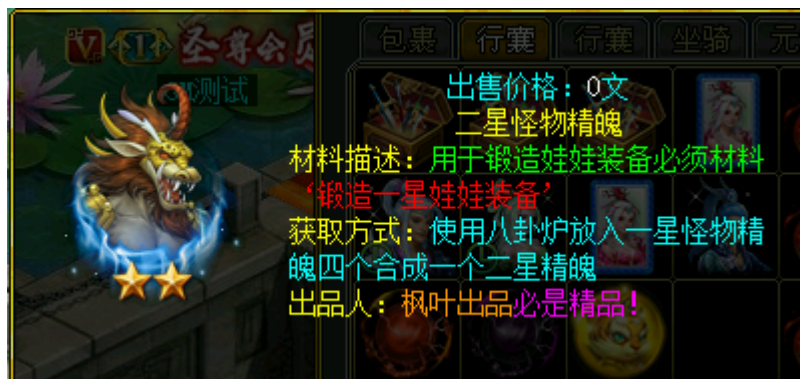 V 1 圣尊会员
包裹 行囊 行囊 坐骑 元
测试
出售价格：0文
二星怪物精魄
材料描述：用于锻造娃娃装备必须材料
‘锻造一星娃娃装备’
获取方式：使用八卦炉放入一星怪物精
魄四个合成一个二星精魄
出品人：枫叶出品必是精品！